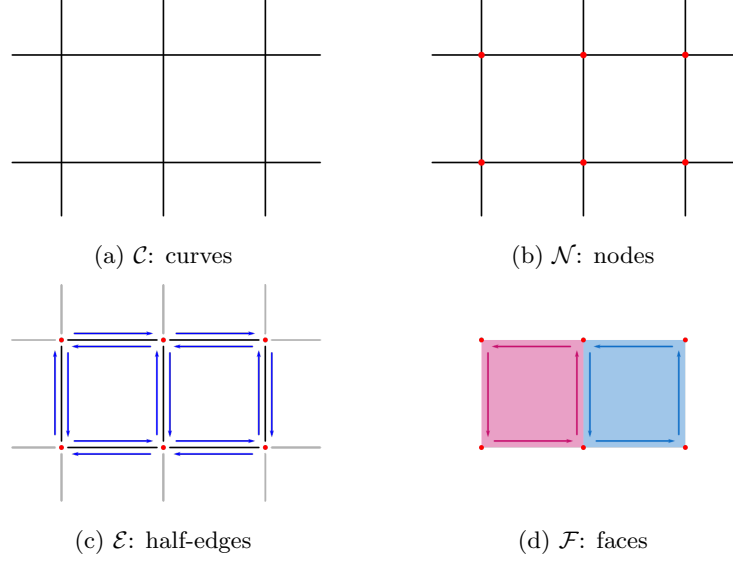 (a) 𝒞: curves
(b) 𝒩: nodes
(c) ℰ: half-edges
(d) ℱ: faces